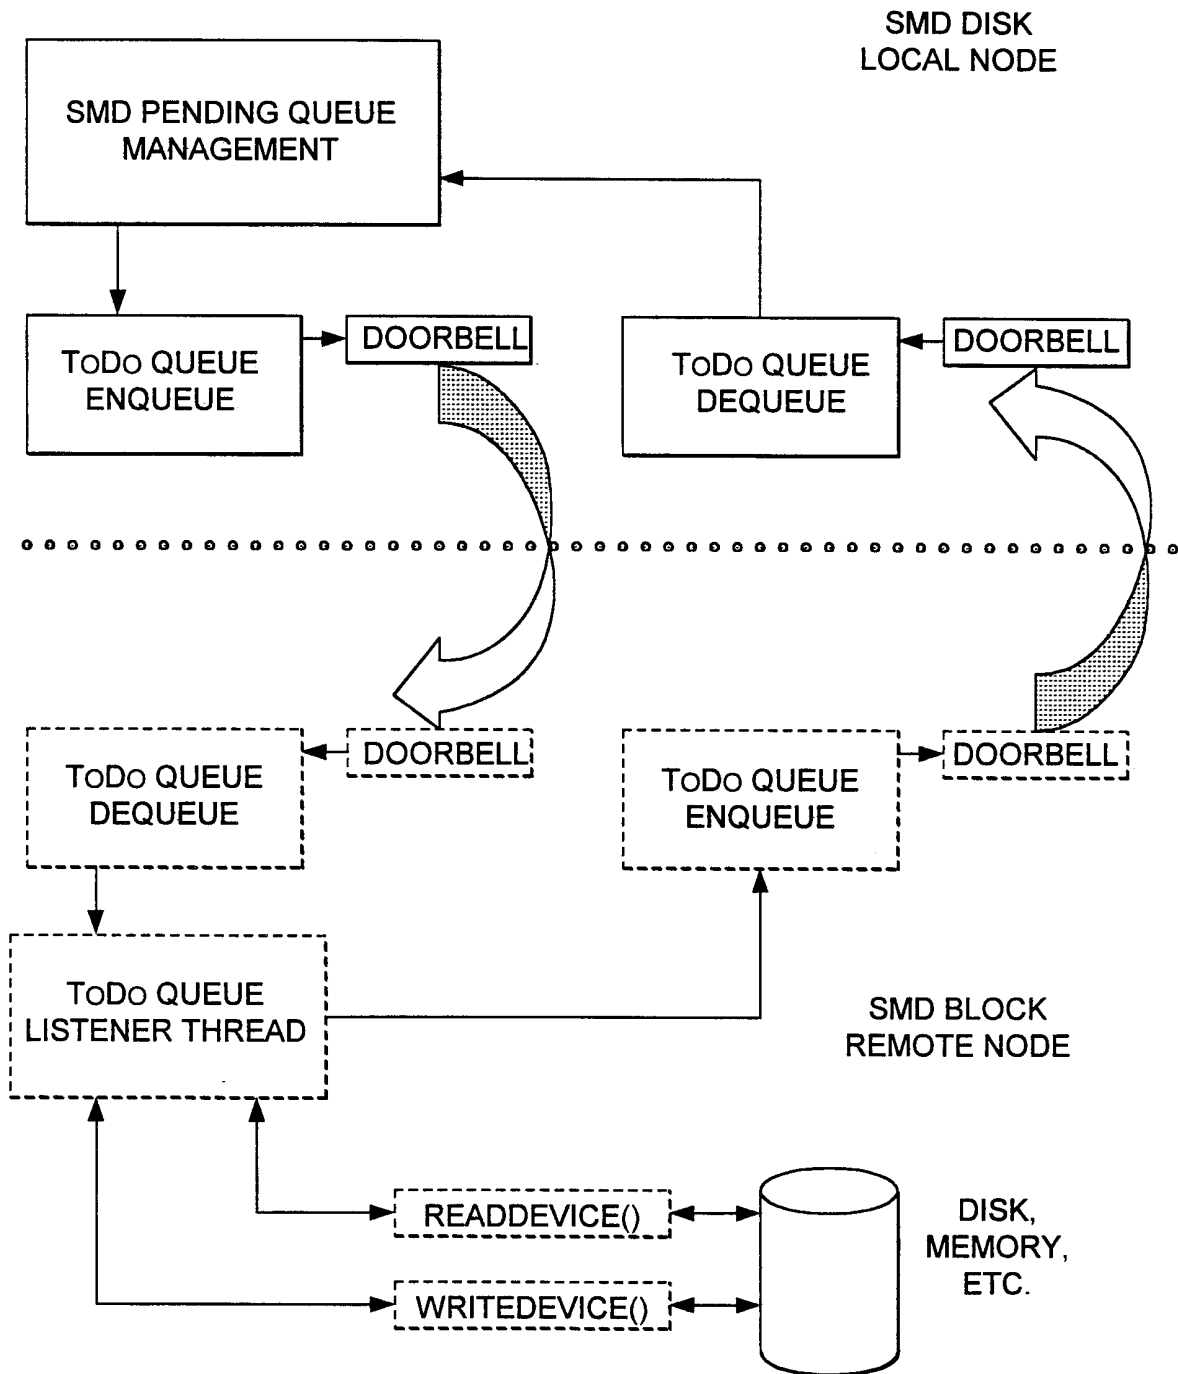 SMD DISK
LOCAL NODE
SMD PENDING QUEUE
MANAGEMENT
TODO QUEUE
ENQUEUE
DOORBELL
TODO QUEUE
DEQUEUE
DOORBELL
TODO QUEUE
DEQUEUE
DOORBELL
TODO QUEUE
ENQUEUE
DOORBELL
TODO QUEUE
LISTENER THREAD
SMD BLOCK
REMOTE NODE
READDEVICE()
WRITEDEVICE()
DISK,
MEMORY,
ETC.